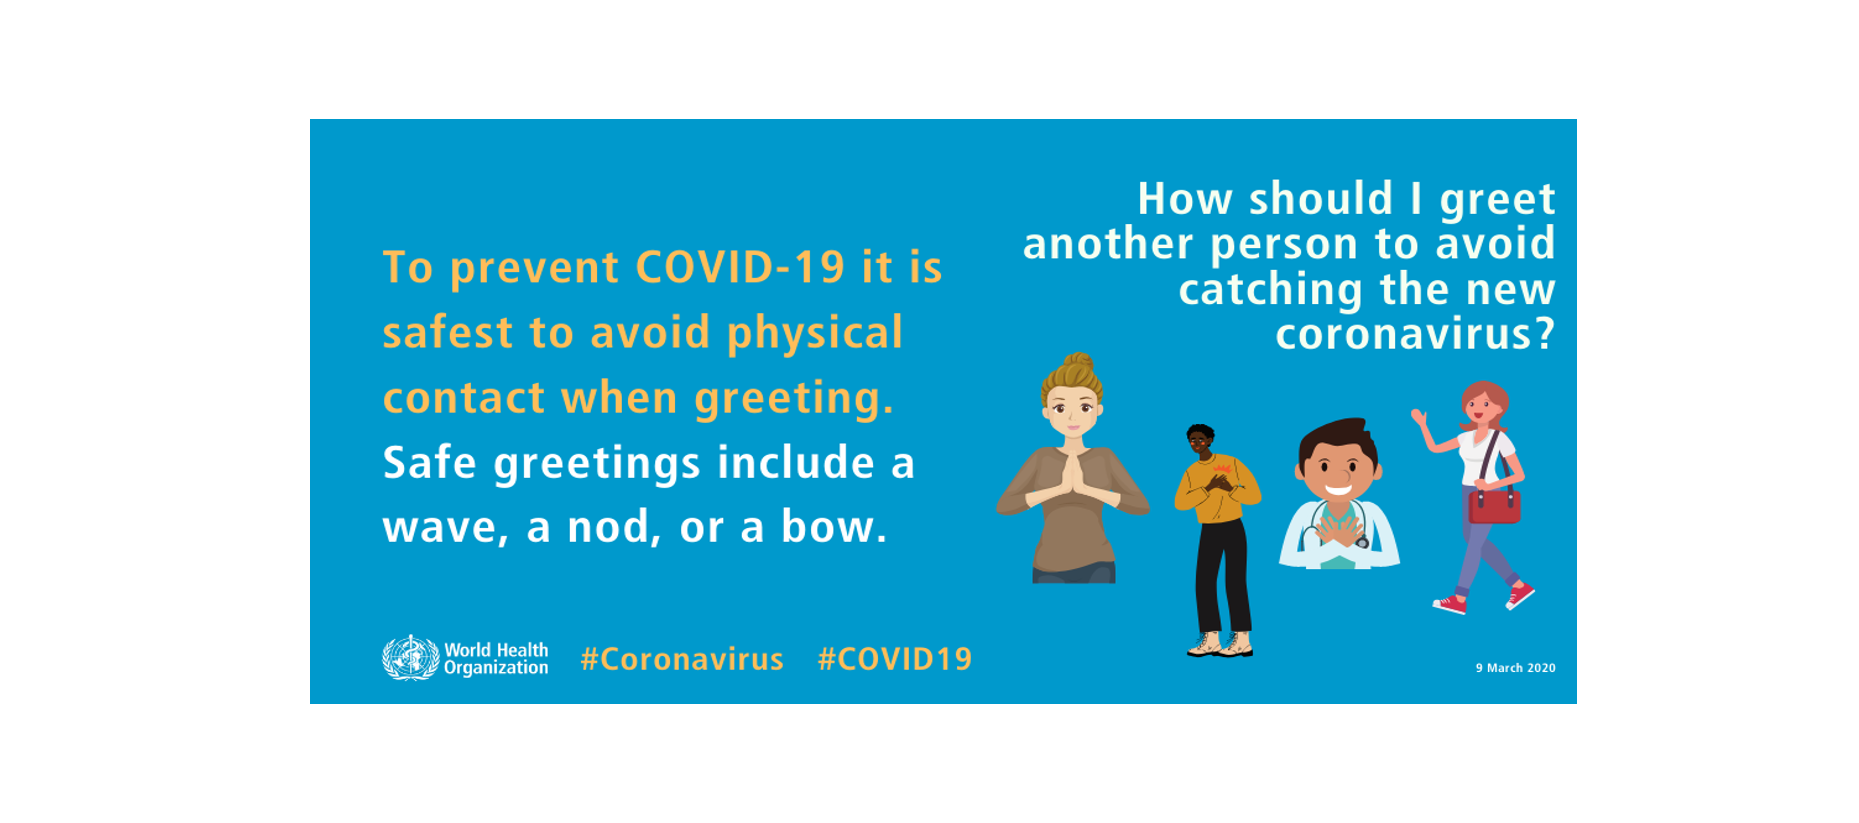 How should I greet
another person to avoid
catching the new
coronavirus?
To prevent COVID-19 it is
safest to avoid physical
contact when greeting.
Safe greetings include a
wave, a nod, or a bow.
World Health
Organization
#Coronavirus #COVID19
9 March 2020